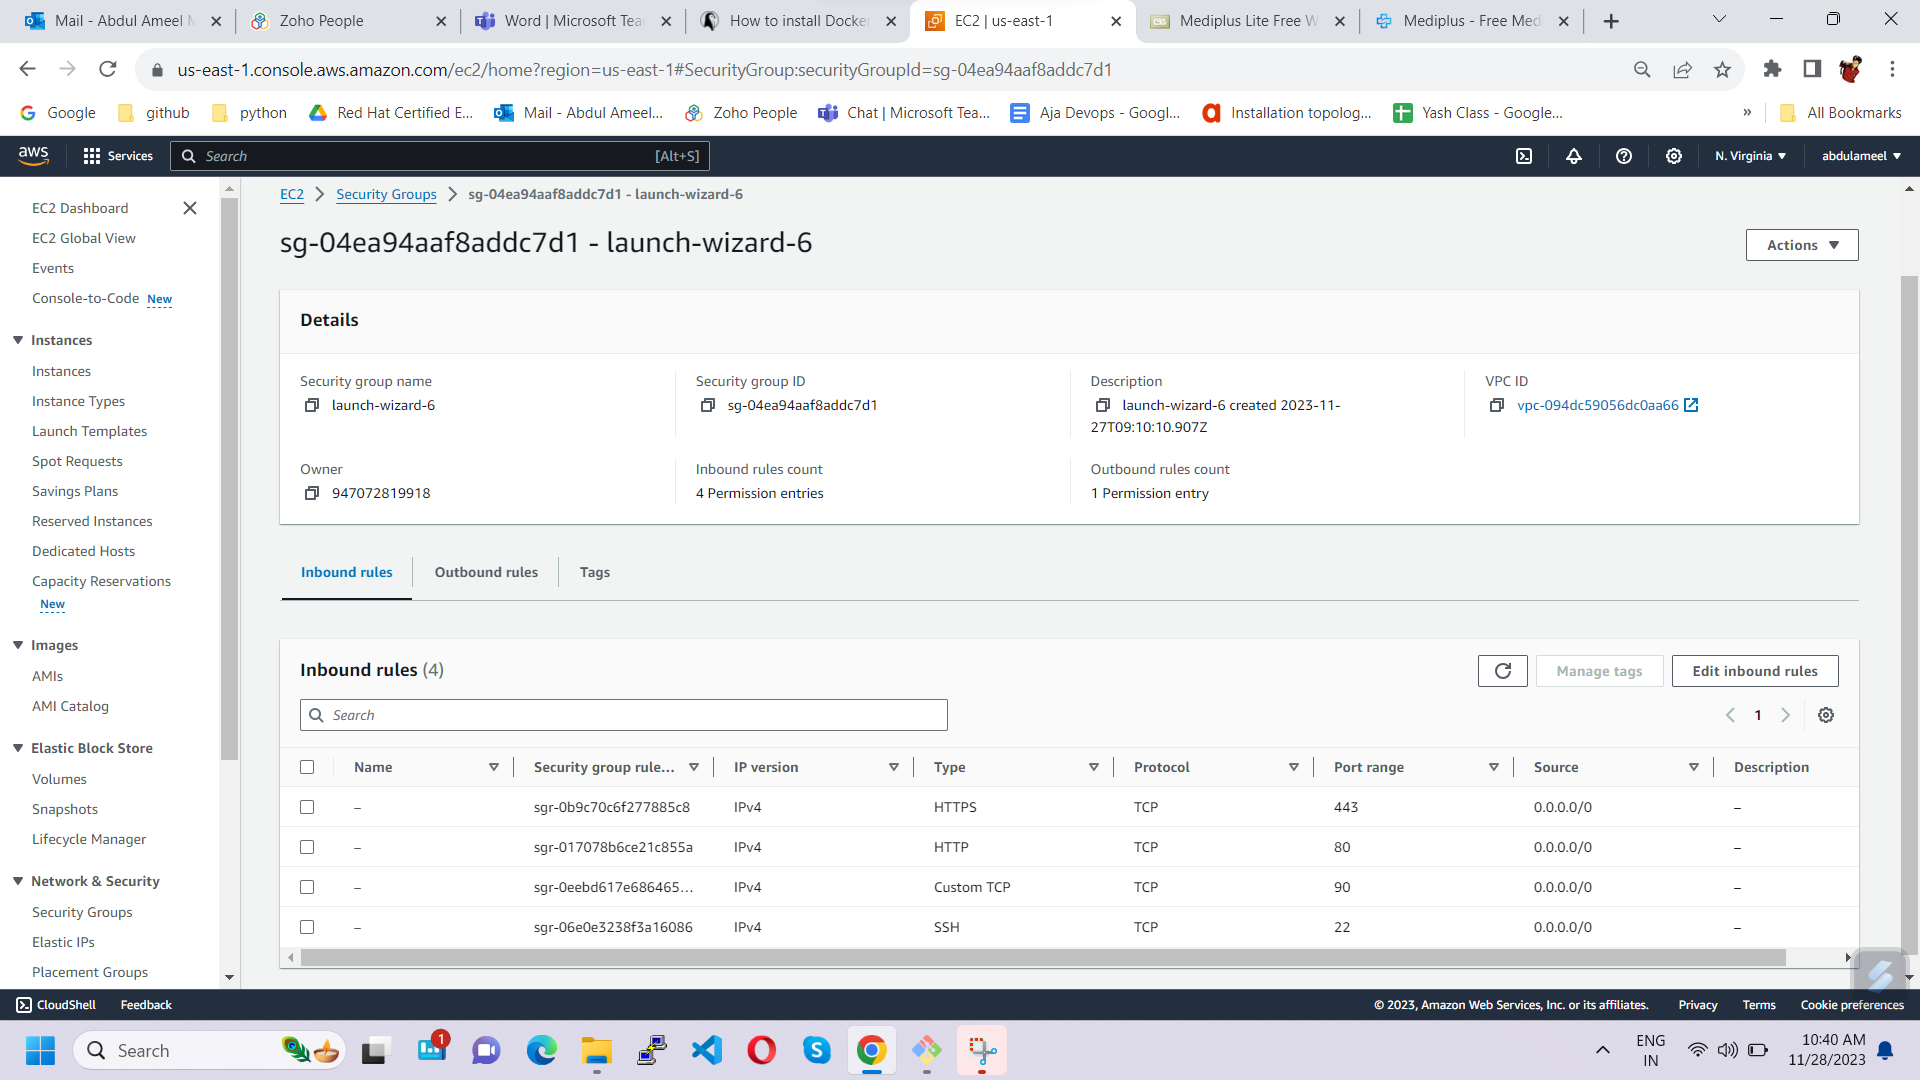 Mail - Abdul Ameel M
Zoho People
Word | Microsoft Tea
How to install Docke
EC2 | us-east-1
Mediplus Lite Free W
Mediplus - Free Med
us-east-1.console.aws.amazon.com/ec2/home?region=us-east-1#SecurityGroup:securityGroupId=sg-04ea94aaf8addc7d1
Google
github
python
Red Hat Certified E...
Mail - Abdul Ameel...
Zoho People
Chat | Microsoft Tea...
Aja Devops - Googl...
Installation topolog...
Yash Class - Google...
»
All Bookmarks
aws
Services
Search
[Alt+S]
N. Virginia
abdulameel
EC2 Dashboard
EC2 Global View
Events
Console-to-Code New
Instances
Instances
Instance Types
Launch Templates
Spot Requests
Savings Plans
Reserved Instances
Dedicated Hosts
Capacity Reservations
New
Images
AMIs
AMI Catalog
Elastic Block Store
Volumes
Snapshots
Lifecycle Manager
Network & Security
Security Groups
Elastic IPs
Placement Groups
EC2 > Security Groups > sg-04ea94aaf8addc7d1 - launch-wizard-6
sg-04ea94aaf8addc7d1 - launch-wizard-6
Actions
Details
Security group name
launch-wizard-6
Security group ID
sg-04ea94aaf8addc7d1
Description
launch-wizard-6 created 2023-11-
27T09:10:10.907Z
VPC ID
vpc-094dc59056dc0aa66
Owner
947072819918
Inbound rules count
4 Permission entries
Outbound rules count
1 Permission entry
Inbound rules
Outbound rules
Tags
Inbound rules (4)
Manage tags
Edit inbound rules
Search
1
Name Security group rule... IP version Type Protocol Port range Source Description
– sgr-0b9c70c6f277885c8 IPv4 HTTPS TCP 443 0.0.0.0/0 –
– sgr-017078b6ce21c855a IPv4 HTTP TCP 80 0.0.0.0/0 –
– sgr-0eebd617e686465... IPv4 Custom TCP TCP 90 0.0.0.0/0 –
– sgr-06e0e3238f3a16086 IPv4 SSH TCP 22 0.0.0.0/0 –
CloudShell
Feedback
© 2023, Amazon Web Services, Inc. or its affiliates.
Privacy
Terms
Cookie preferences
Search
1
ENG
IN
10:40 AM
11/28/2023